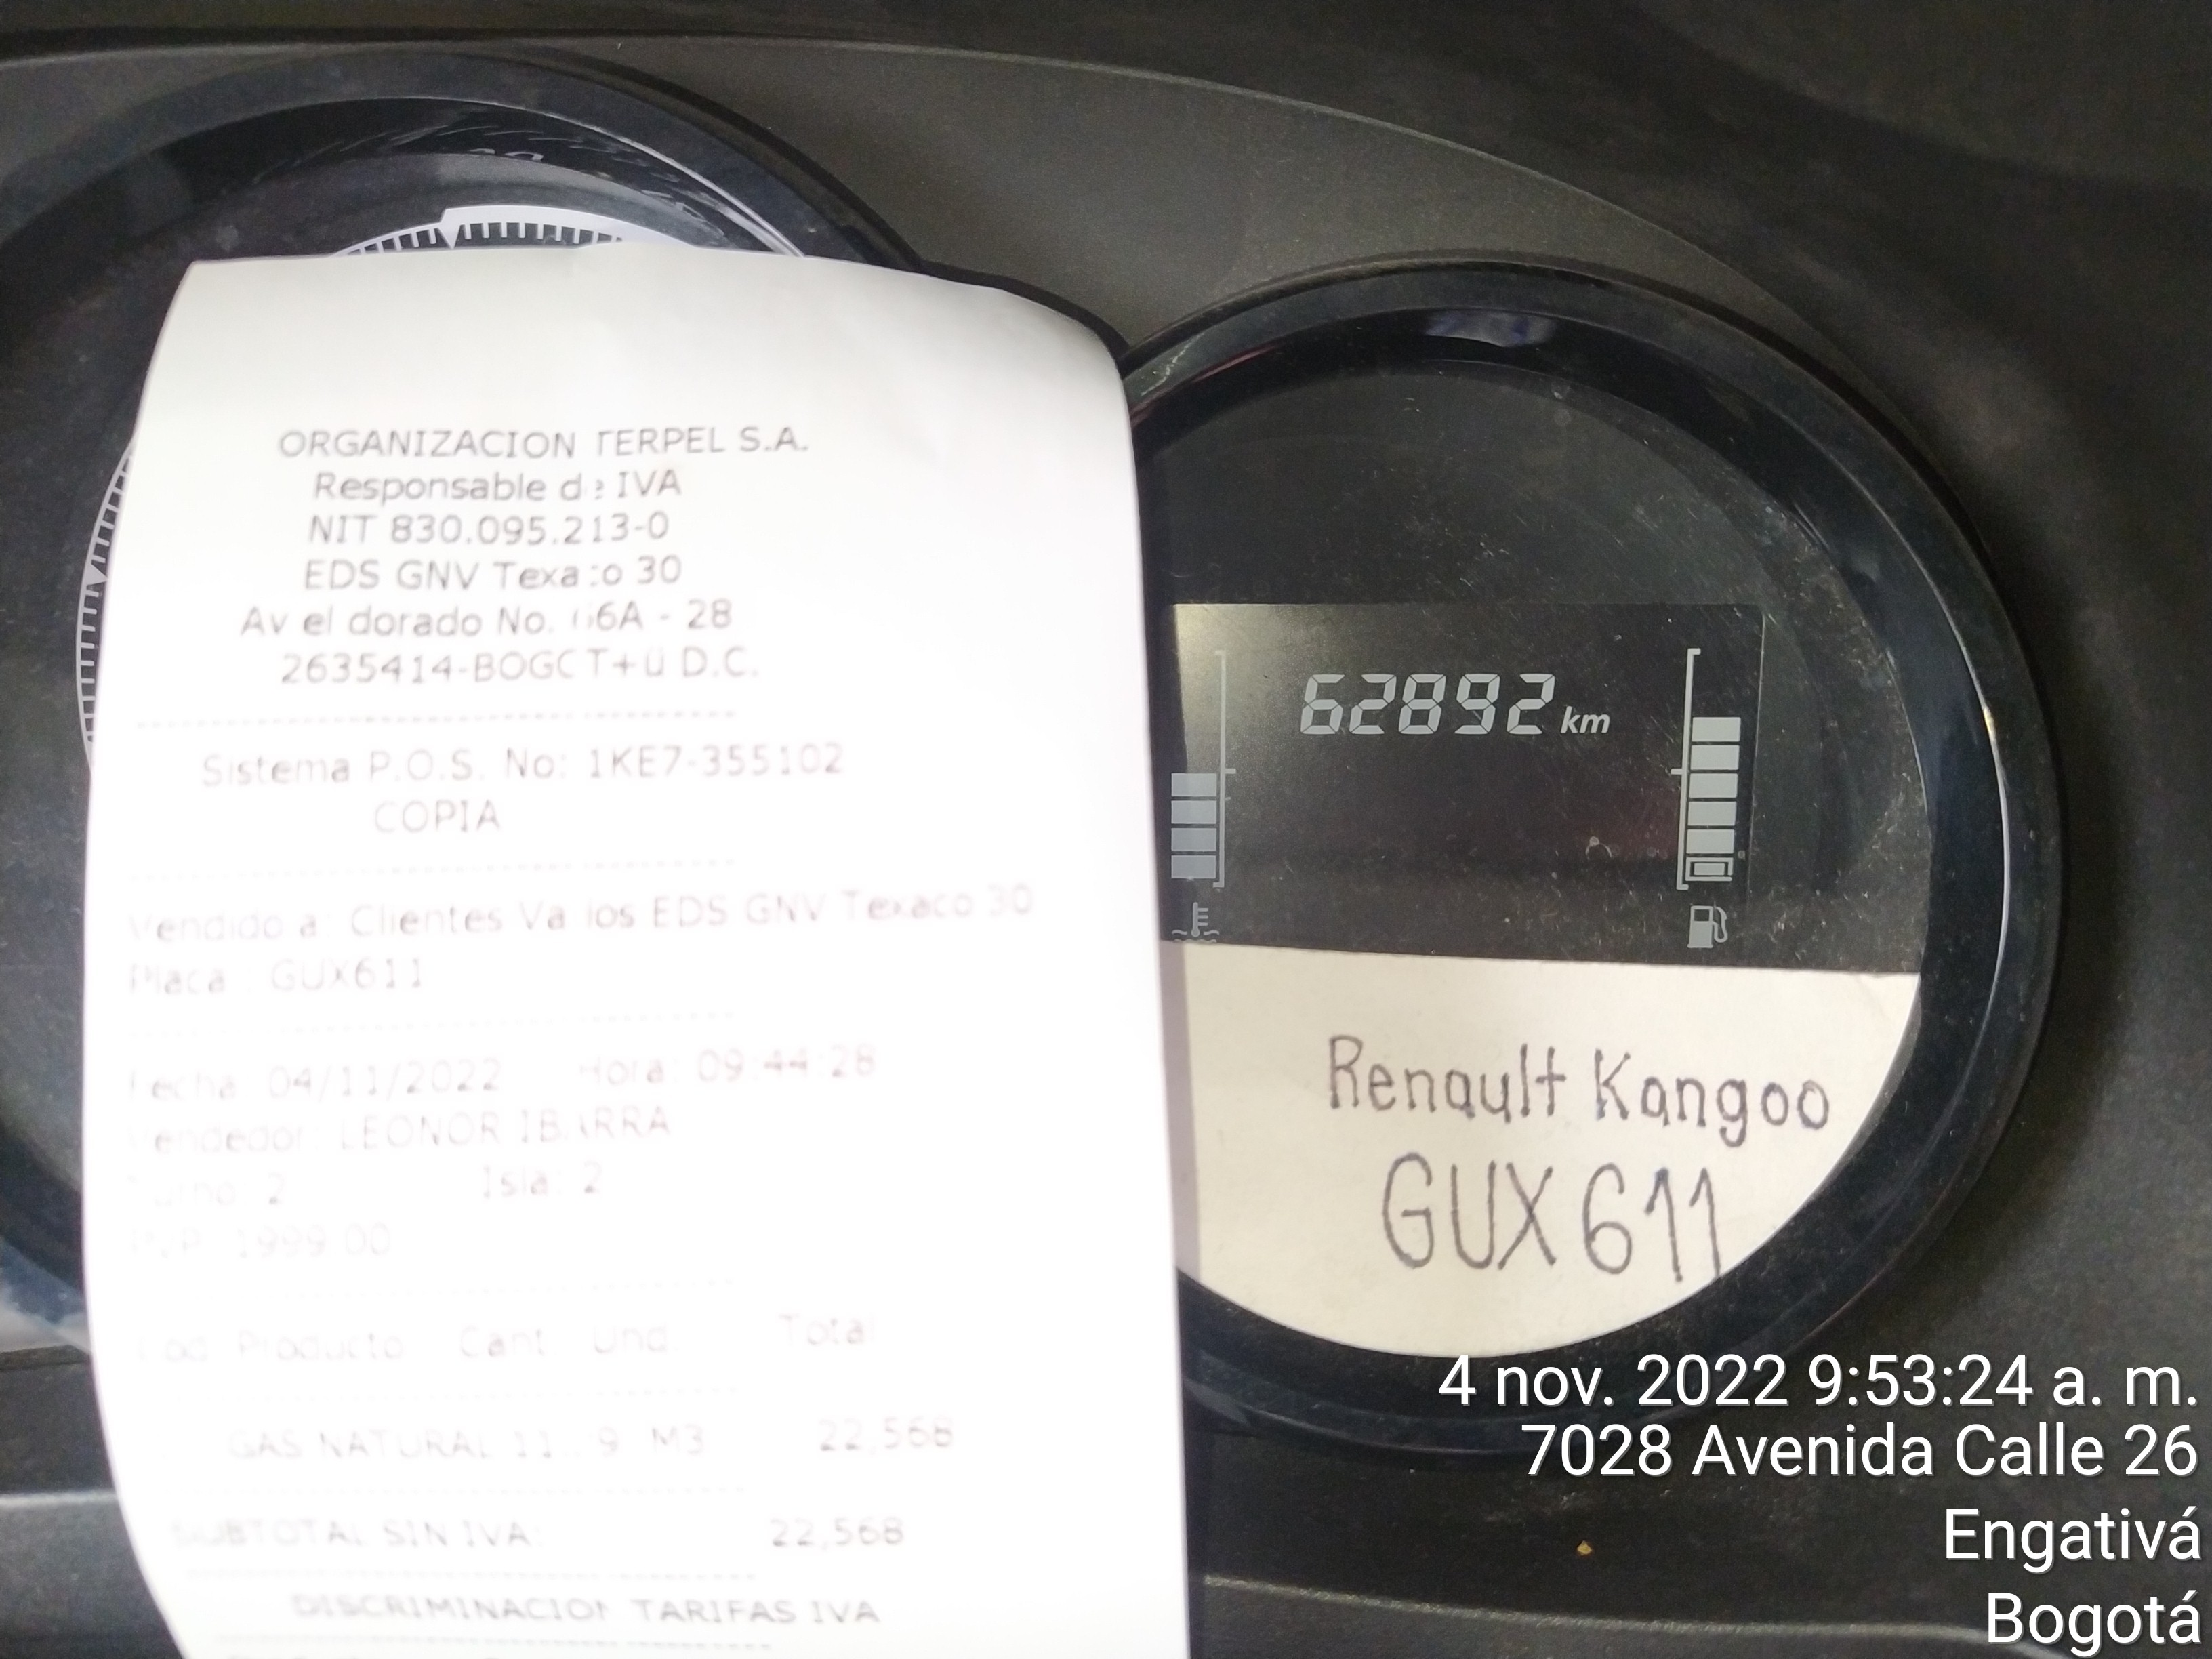 ORGANIZACION TERPEL S.A.
Responsable de IVA
NIT 830.095.213-0
EDS GNV Texaco 30
Av el dorado No. 66A - 28
2635414-BOGOT+Ü D.C.
Sistema P.O.S. No: 1KE7-355102
COPIA
Vendido a: Clientes Varios EDS GNV Texaco 30
Placa : GUX611
Fecha: 04/11/2022 Hora: 09:44:28
Vendedor: LEONOR IBARRA
Turno: 2 Isla: 2
1999.00
Cod Producto Cant Und. Total
GAS NATURAL M3 22,568
SUBTOTAL SIN IVA: 22,568
DISCRIMINACION TARIFAS IVA
62892 km
Renault Kangoo
GUX 611
4 nov. 2022 9:53:24 a. m.
7028 Avenida Calle 26
Engativá
Bogotá